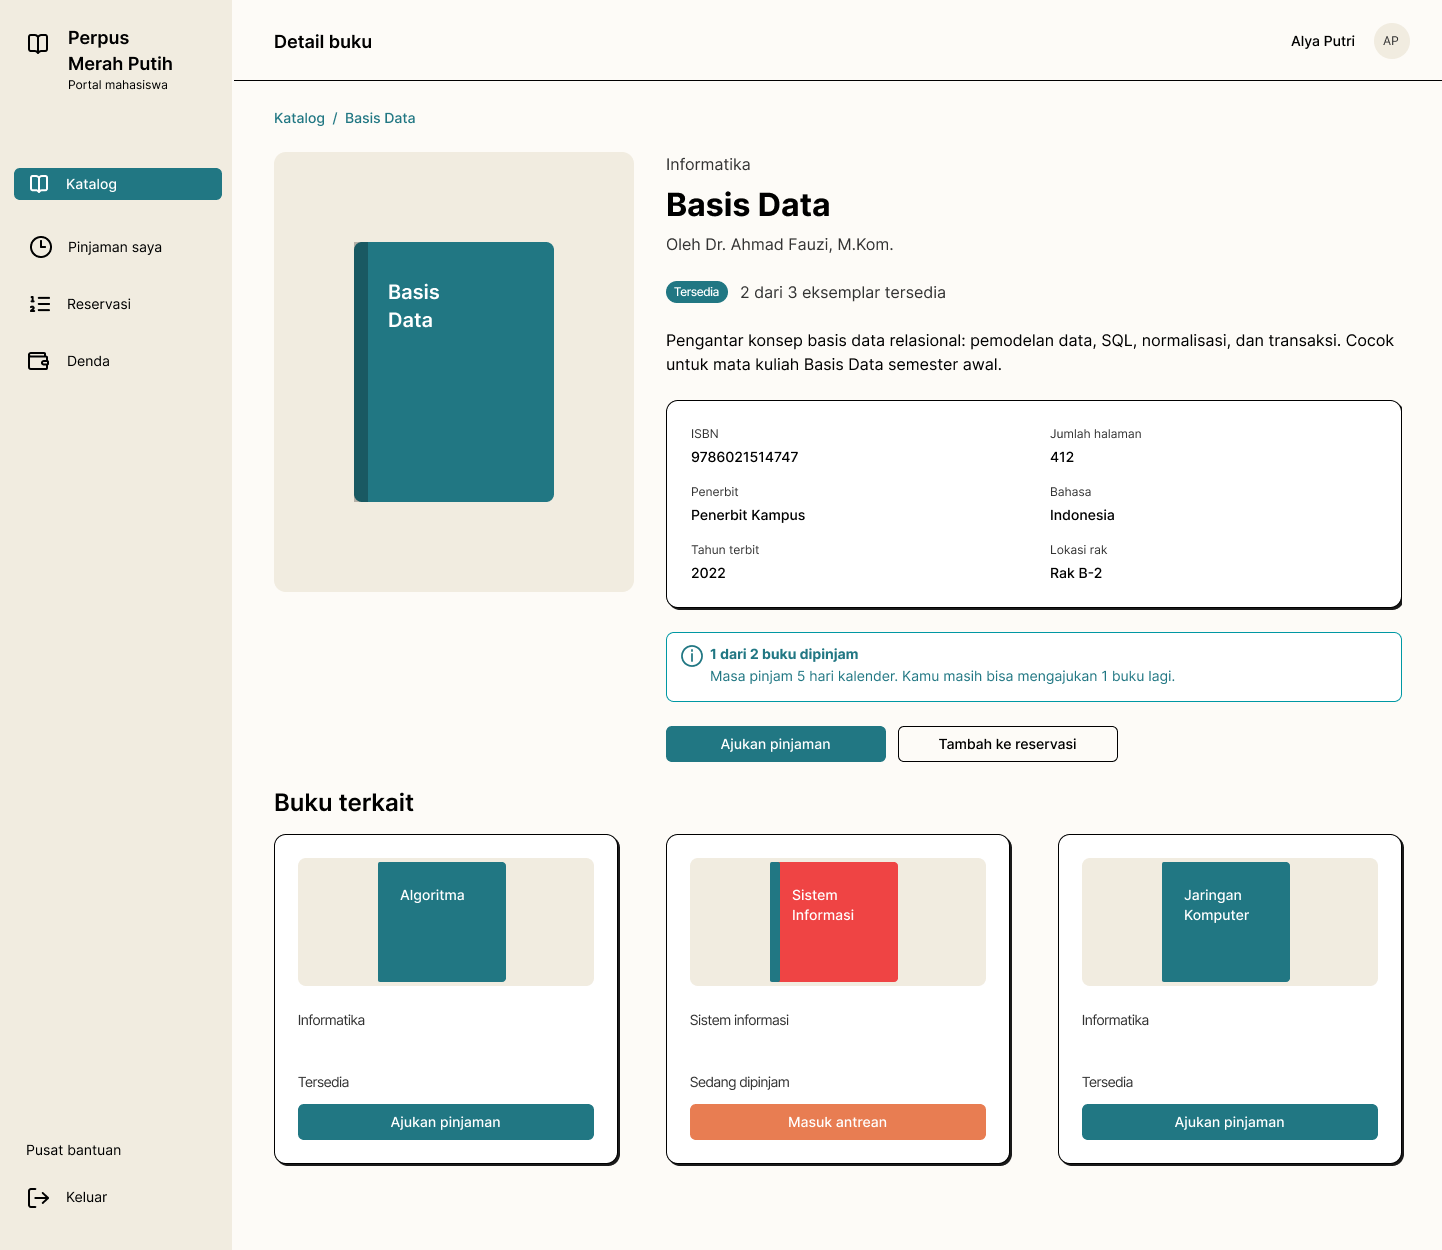 Perpus
Merah Putih
Portal mahasiswa
Katalog
Pinjaman saya
Reservasi
Denda
Pusat bantuan
Keluar
Detail buku
Alya Putri
AP
Katalog / Basis Data
Basis
Data
Informatika
Basis Data
Oleh Dr. Ahmad Fauzi, M.Kom.
Tersedia
2 dari 3 eksemplar tersedia
Pengantar konsep basis data relasional: pemodelan data, SQL, normalisasi, dan transaksi. Cocok
untuk mata kuliah Basis Data semester awal.
ISBN
9786021514747
Jumlah halaman
412
Penerbit
Penerbit Kampus
Bahasa
Indonesia
Tahun terbit
2022
Lokasi rak
Rak B-2
1 dari 2 buku dipinjam
Masa pinjam 5 hari kalender. Kamu masih bisa mengajukan 1 buku lagi.
Ajukan pinjaman
Tambah ke reservasi
Buku terkait
Algoritma
Informatika
Tersedia
Ajukan pinjaman
Sistem
Informasi
Sistem informasi
Sedang dipinjam
Masuk antrean
Jaringan
Komputer
Informatika
Tersedia
Ajukan pinjaman